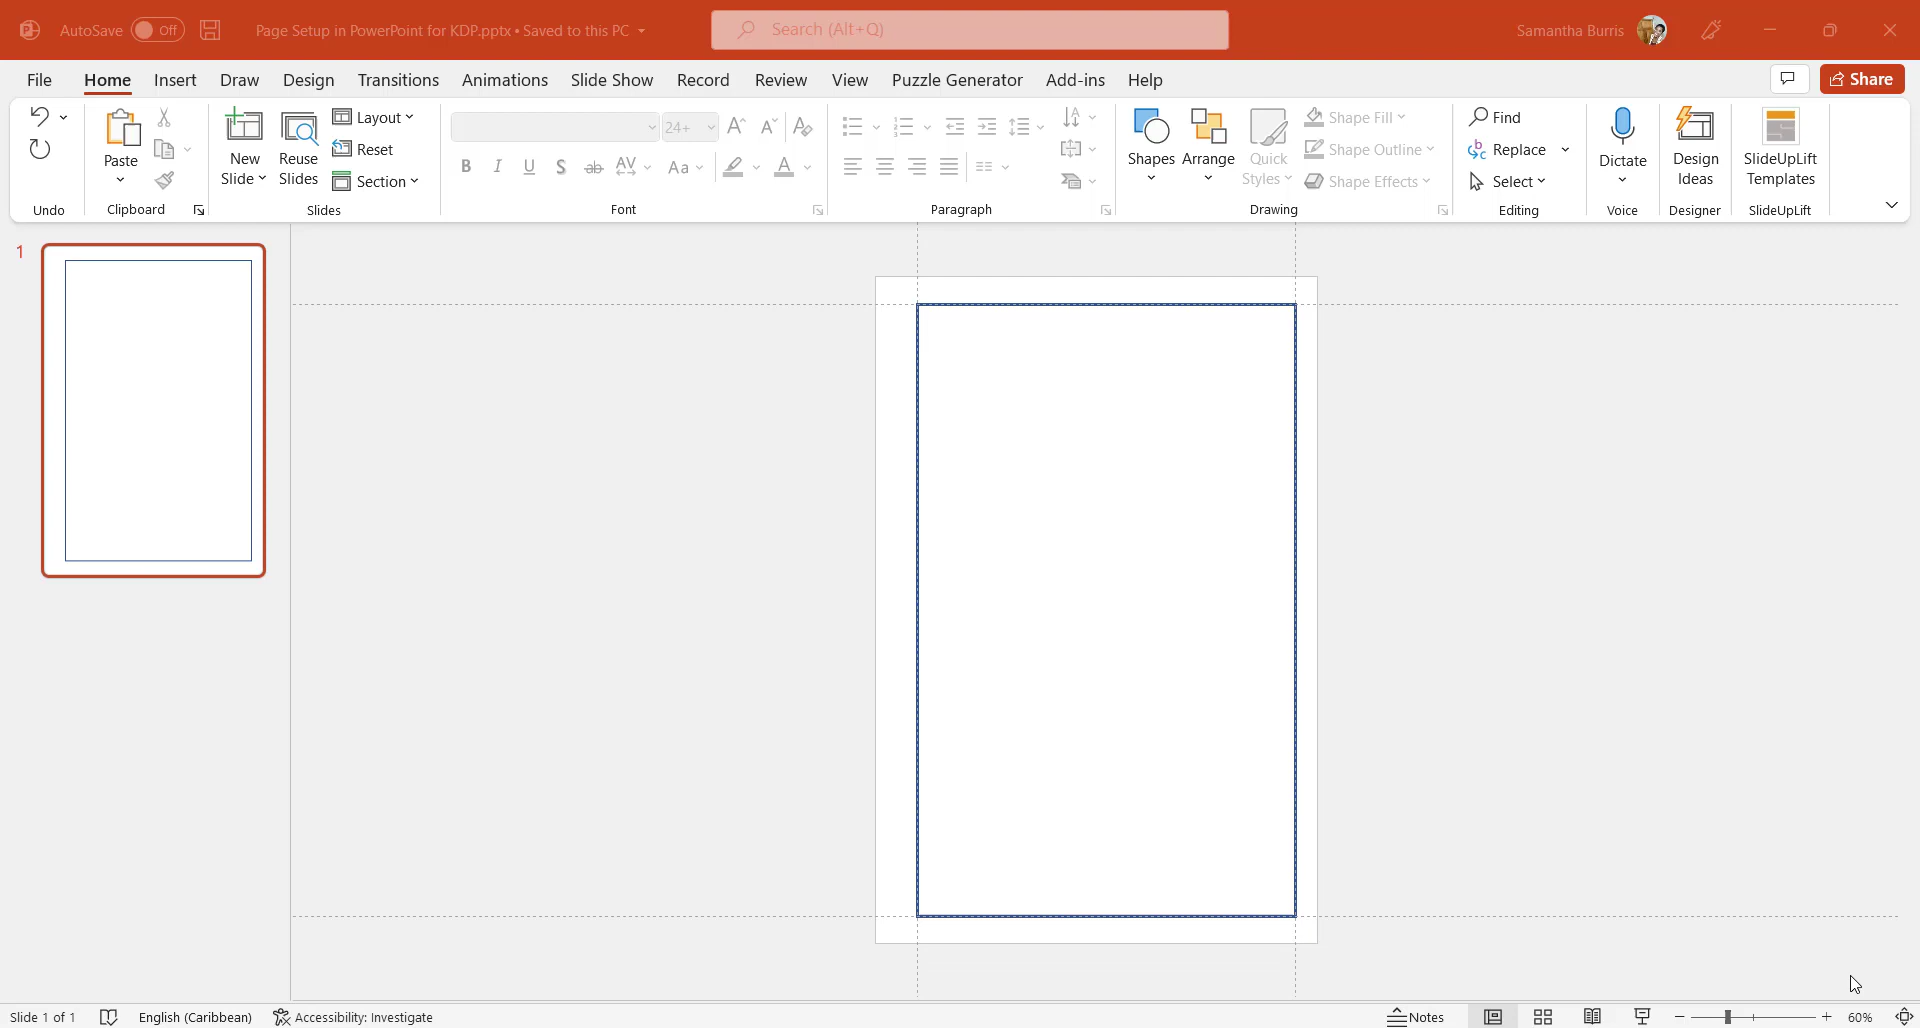 AutoSave Off Page Setup in PowerPoint for KDP.pptx • Saved to this PC Search (Alt+Q) Samantha Burris
File Home Insert Draw Design Transitions Animations Slide Show Record Review View Puzzle Generator Add-ins Help Share
Paste
New Slide
Reuse Slides
Layout
Reset
Section
24+
B I U S ab AV Aa A
Shapes
Arrange
Quick Styles
Shape Fill
Shape Outline
Shape Effects
Find
Replace
Select
Dictate
Design Ideas
SlideUpLift Templates
Undo Clipboard Slides Font Paragraph Drawing Editing Voice Designer SlideUpLift
1
Slide 1 of 1 English (Caribbean) Accessibility: Investigate Notes 60%